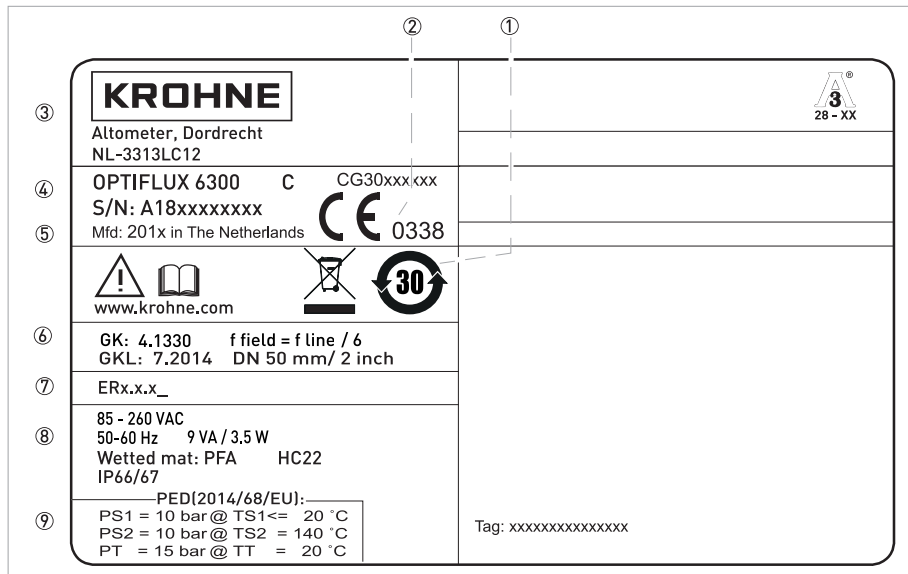 ② ①
③ KROHNE
Altometer, Dordrecht
NL-3313LC12
A ®
3
28 - XX
④ OPTIFLUX 6300 C CG30xxxxxx
S/N: A18xxxxxxxx
CE 0338
⑤ Mfd: 201x in The Netherlands
30
www.krohne.com
⑥ GK: 4.1330 f field = f line / 6
GKL: 7.2014 DN 50 mm/ 2 inch
⑦ ERx.x.x_
85 - 260 VAC
⑧ 50-60 Hz 9 VA / 3.5 W
Wetted mat: PFA HC22
IP66/67
PED(2014/68/EU):
⑨ PS1 = 10 bar @ TS1<= 20 °C
PS2 = 10 bar @ TS2 = 140 °C
PT = 15 bar @ TT = 20 °C
Tag: xxxxxxxxxxxxxxx